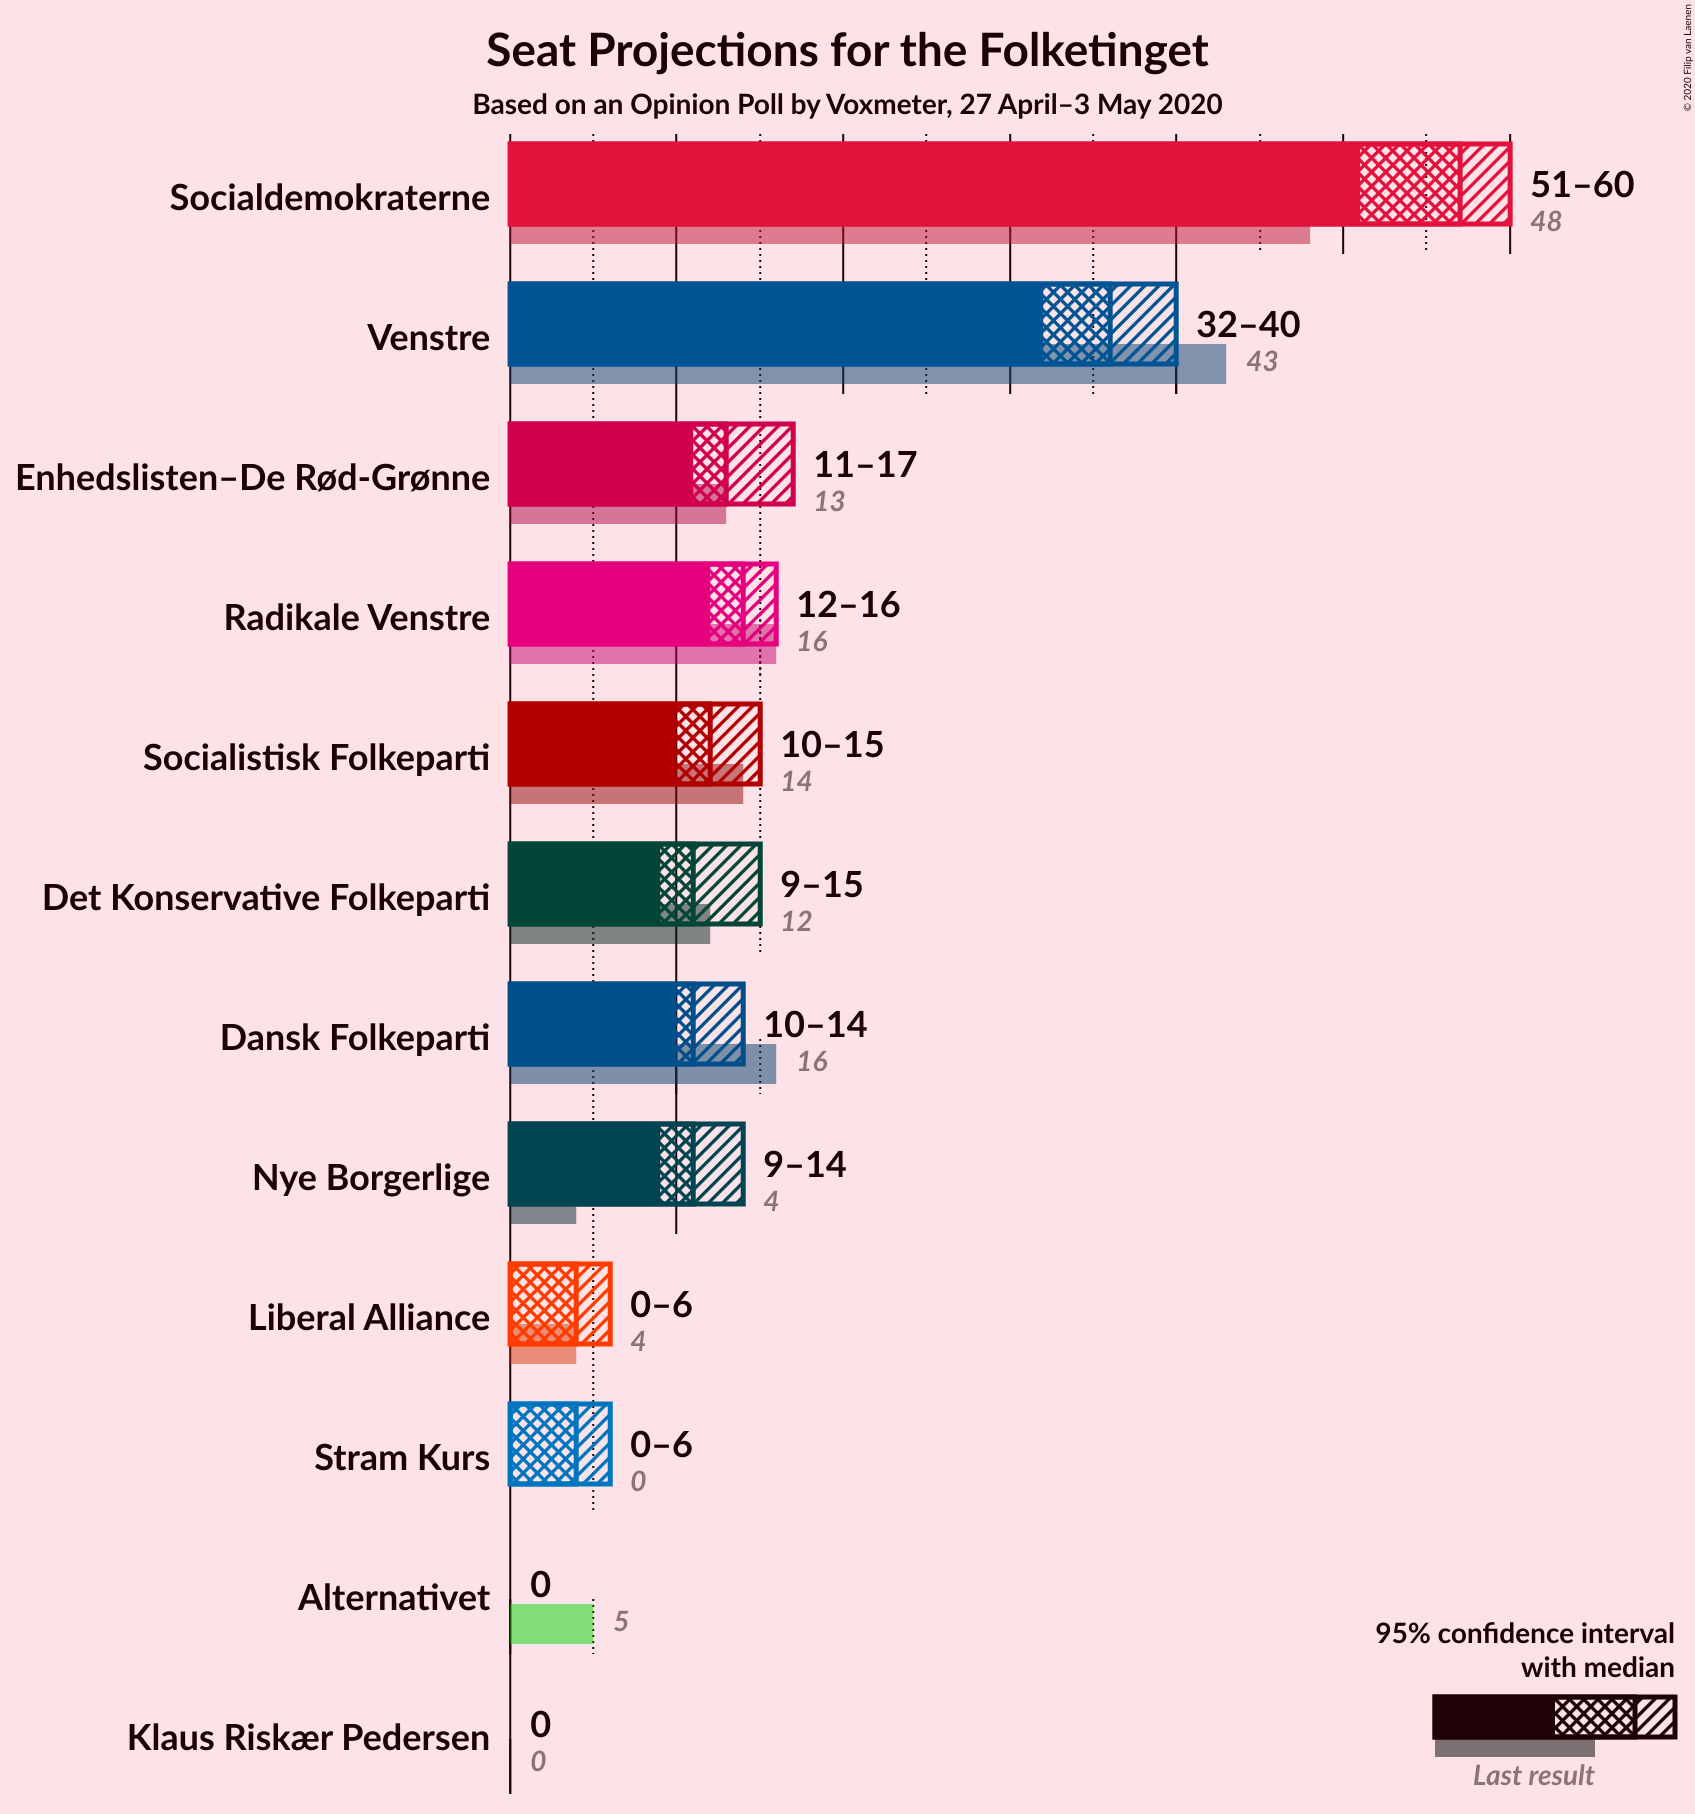 Seat Projections for the Folketinget
Based on an Opinion Poll by Voxmeter, 27 April–3 May 2020
© 2020 Filip van Laenen
Socialdemokraterne
51–60
48
Venstre
32–40
43
Enhedslisten–De Rød-Grønne
11–17
13
Radikale Venstre
12–16
16
Socialistisk Folkeparti
10–15
14
Det Konservative Folkeparti
9–15
12
Dansk Folkeparti
10–14
16
Nye Borgerlige
9–14
4
Liberal Alliance
0–6
4
Stram Kurs
0–6
0
Alternativet
0
5
Klaus Riskær Pedersen
0
0
95% confidence interval
with median
Last result